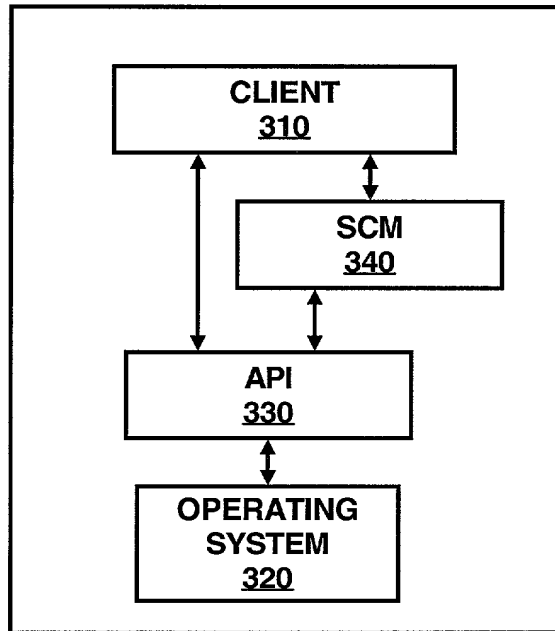 CLIENT
310
SCM
340
API
330
OPERATING
SYSTEM
320